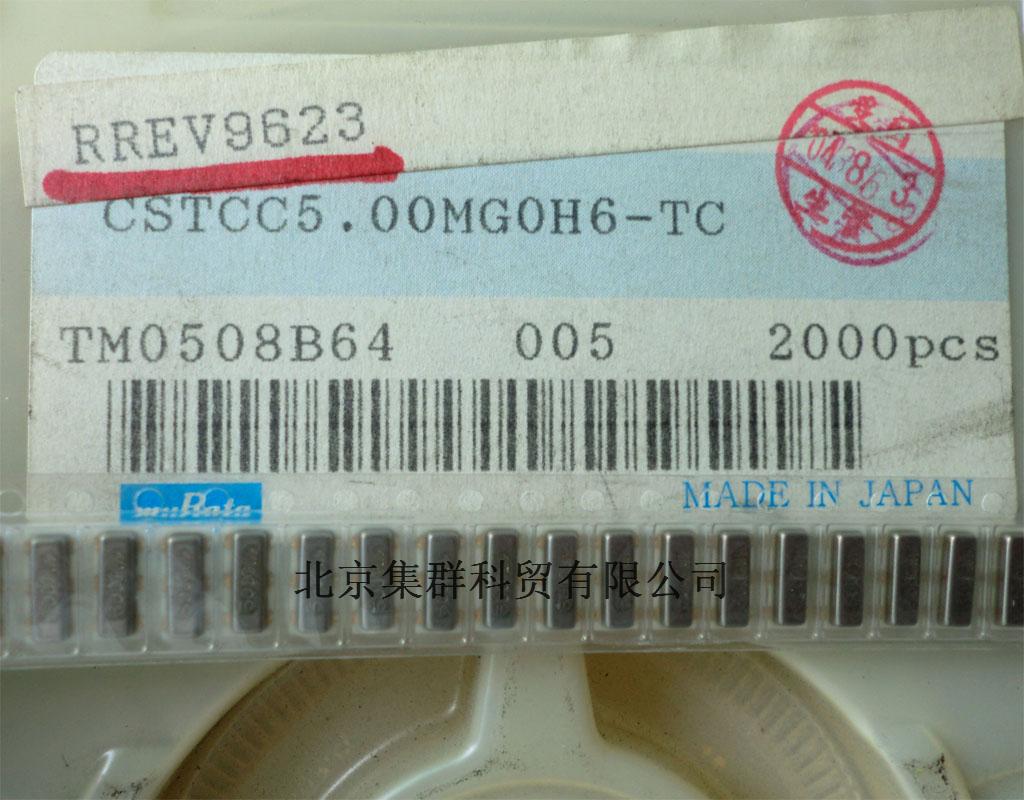 RREV9623
CSTCC5.00MG0H6-TC
TM0508B64 005 2000pcs
muRata
MADE IN JAPAN
北京集群科贸有限公司